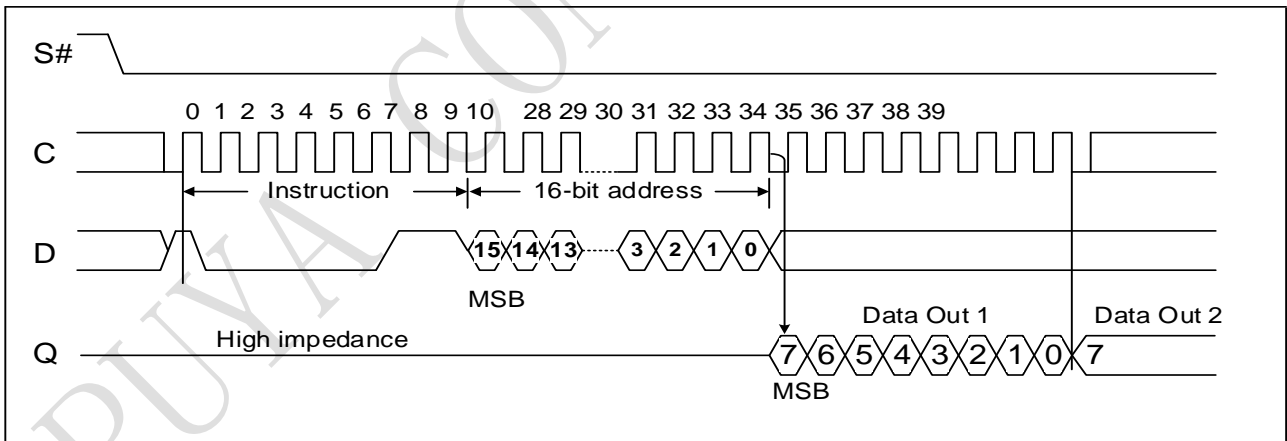 S#
0 1 2 3 4 5 6 7 8 9 10 28 29 30 31 32 33 34 35 36 37 38 39
C
Instruction 16-bit address
D
15 14 13 3 2 1 0
MSB
High impedance Data Out 1 Data Out 2
Q
7 6 5 4 3 2 1 0 7
MSB
PUYA CON